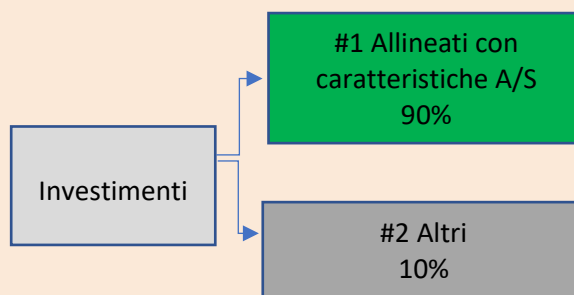 #1 Allineati con
caratteristiche A/S
90%
Investimenti
#2 Altri
10%